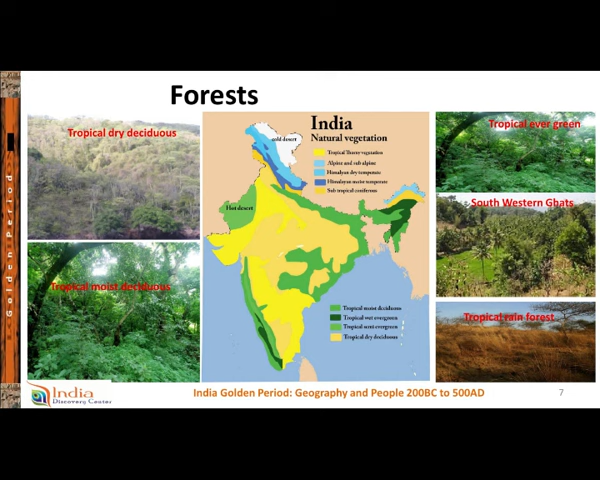 Forests
Tropical dry deciduous
Tropical moist deciduous
India
Natural vegetation
cold desert
Tropical Thorn vegetation
Alpine and sub alpine
Himalyan dry temperate
Himalayan moist temperate
Sub tropical coniferous
Hot desert
Tropical moist deciduous
Tropical wet evergreen
Tropical semi evergreen
Tropical dry deciduous
Tropical ever green
South Western Ghats
Tropical rain forest
Golden Period
India
Discovery Center
India Golden Period: Geography and People 200BC to 500AD
7